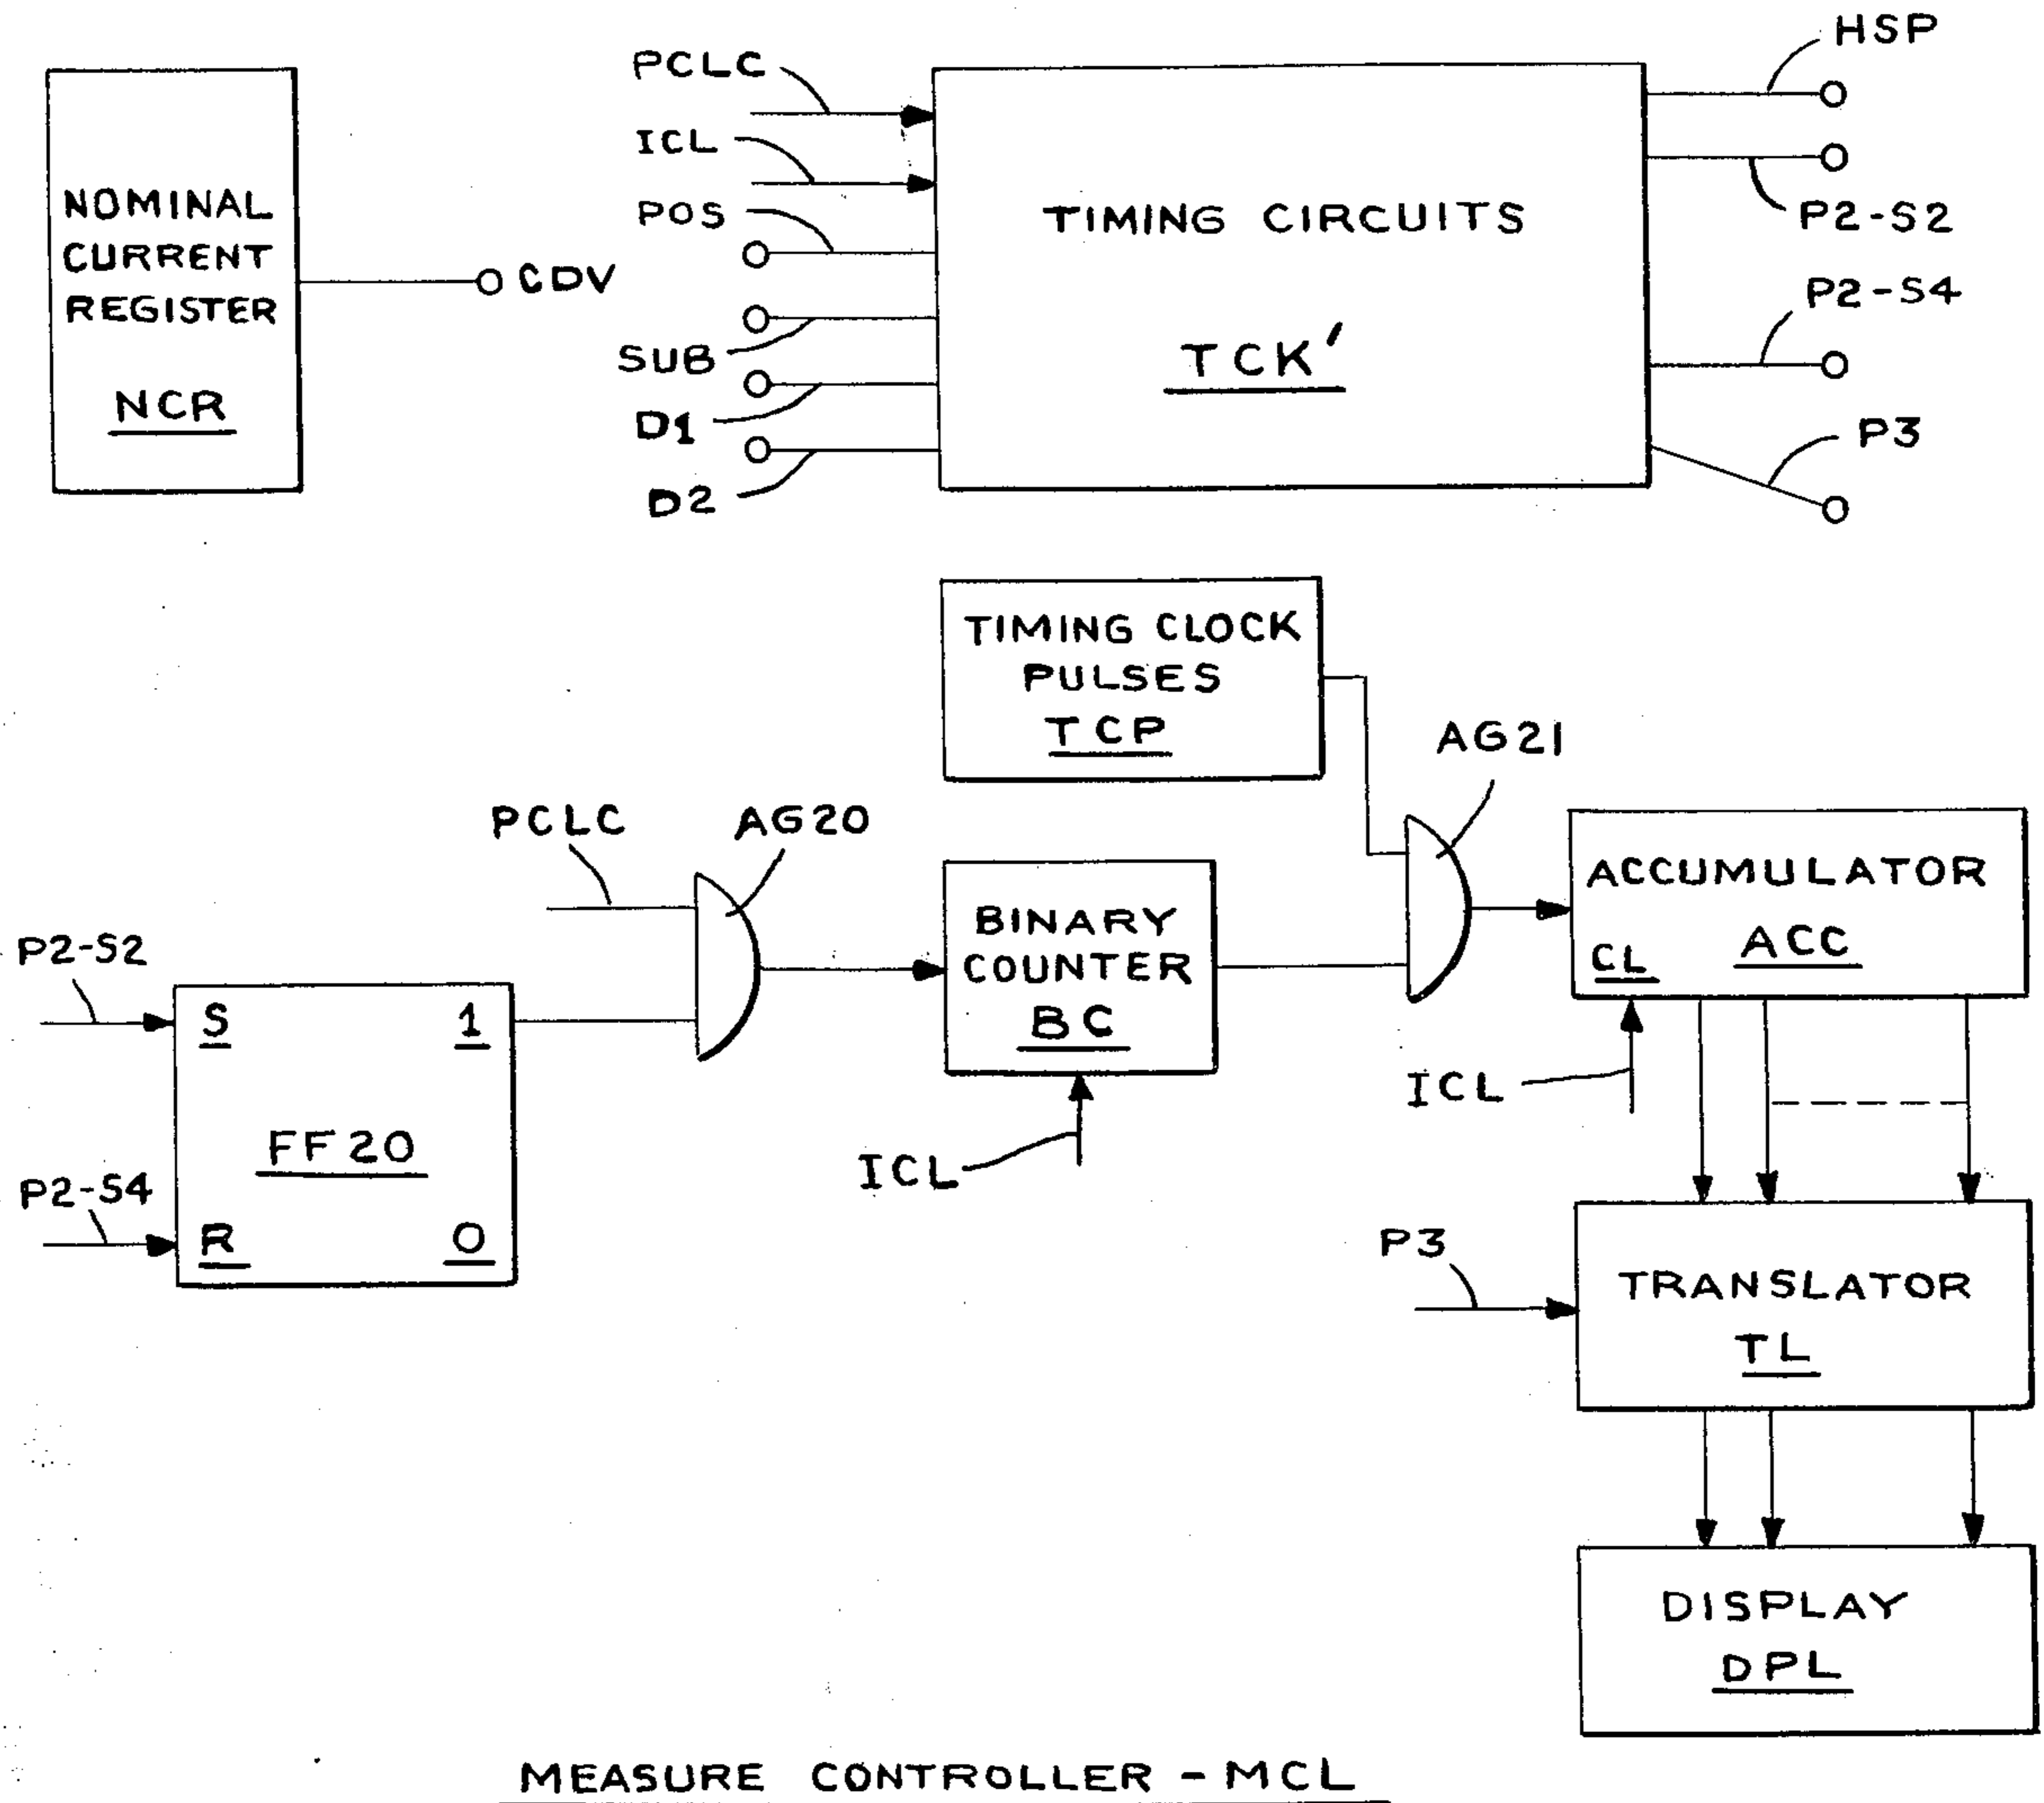 HSP
PCLC
ICL
POS
SUB
D1
D2
NOMINAL
CURRENT
REGISTER
NCR
CDV
TIMING CIRCUITS
TCK'
P2-S2
P2-S4
P3
TIMING CLOCK
PULSES
TCP
AG21
PCLC
AG20
BINARY
COUNTER
BC
ICL
ACCUMULATOR
ACC
CL
ICL
P2-S2
S
1
FF20
P2-S4
R
0
P3
TRANSLATOR
TL
DISPLAY
DPL
MEASURE CONTROLLER - MCL